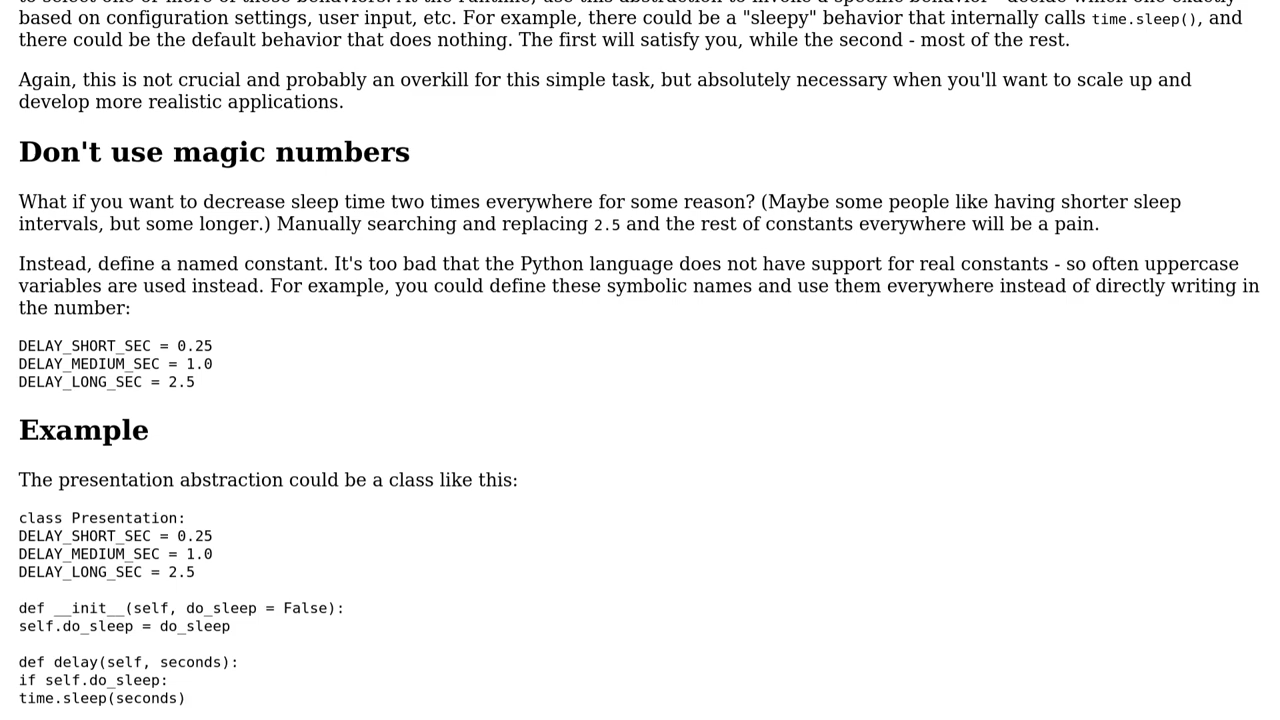 based on configuration settings, user input, etc. For example, there could be a "sleepy" behavior that internally calls time.sleep(), and
there could be the default behavior that does nothing. The first will satisfy you, while the second - most of the rest.
Again, this is not crucial and probably an overkill for this simple task, but absolutely necessary when you'll want to scale up and
develop more realistic applications.
Don't use magic numbers
What if you want to decrease sleep time two times everywhere for some reason? (Maybe some people like having shorter sleep
intervals, but some longer.) Manually searching and replacing 2.5 and the rest of constants everywhere will be a pain.
Instead, define a named constant. It's too bad that the Python language does not have support for real constants - so often uppercase
variables are used instead. For example, you could define these symbolic names and use them everywhere instead of directly writing in
the number:
DELAY_SHORT_SEC = 0.25
DELAY_MEDIUM_SEC = 1.0
DELAY_LONG_SEC = 2.5
Example
The presentation abstraction could be a class like this:
class Presentation:
DELAY_SHORT_SEC = 0.25
DELAY_MEDIUM_SEC = 1.0
DELAY_LONG_SEC = 2.5
def __init__(self, do_sleep = False):
self.do_sleep = do_sleep
def delay(self, seconds):
if self.do_sleep:
time.sleep(seconds)